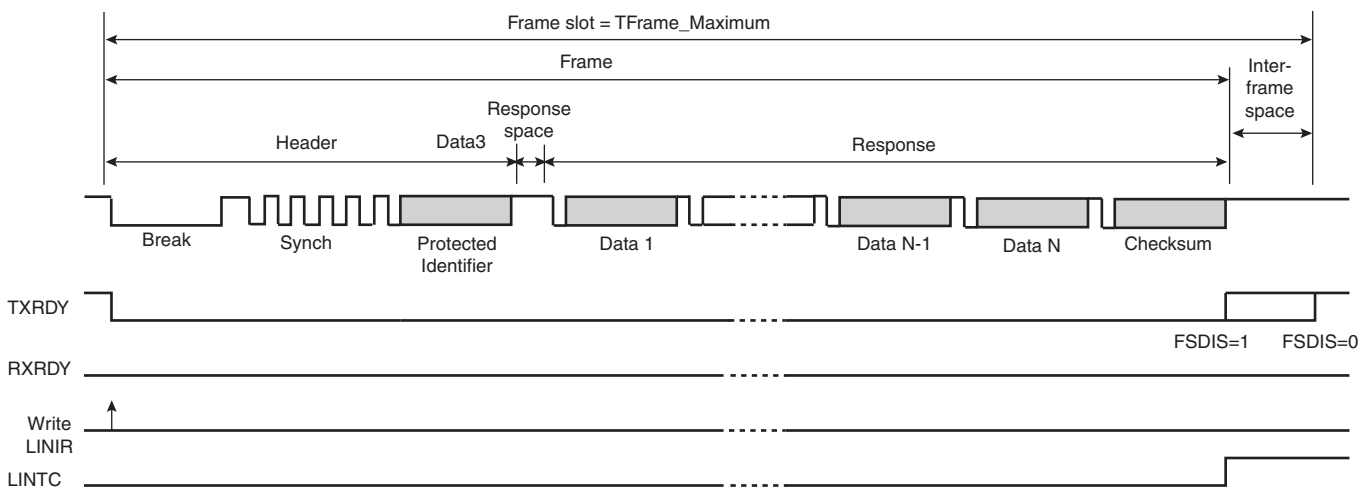 Frame slot = TFrame_Maximum
Frame
Inter-
frame
space
Response
space
Header
Data3
Response
Break
Synch
Protected
Identifier
Data 1
Data N-1
Data N
Checksum
TXRDY
FSDIS=1
FSDIS=0
RXRDY
Write
LINIR
LINTC